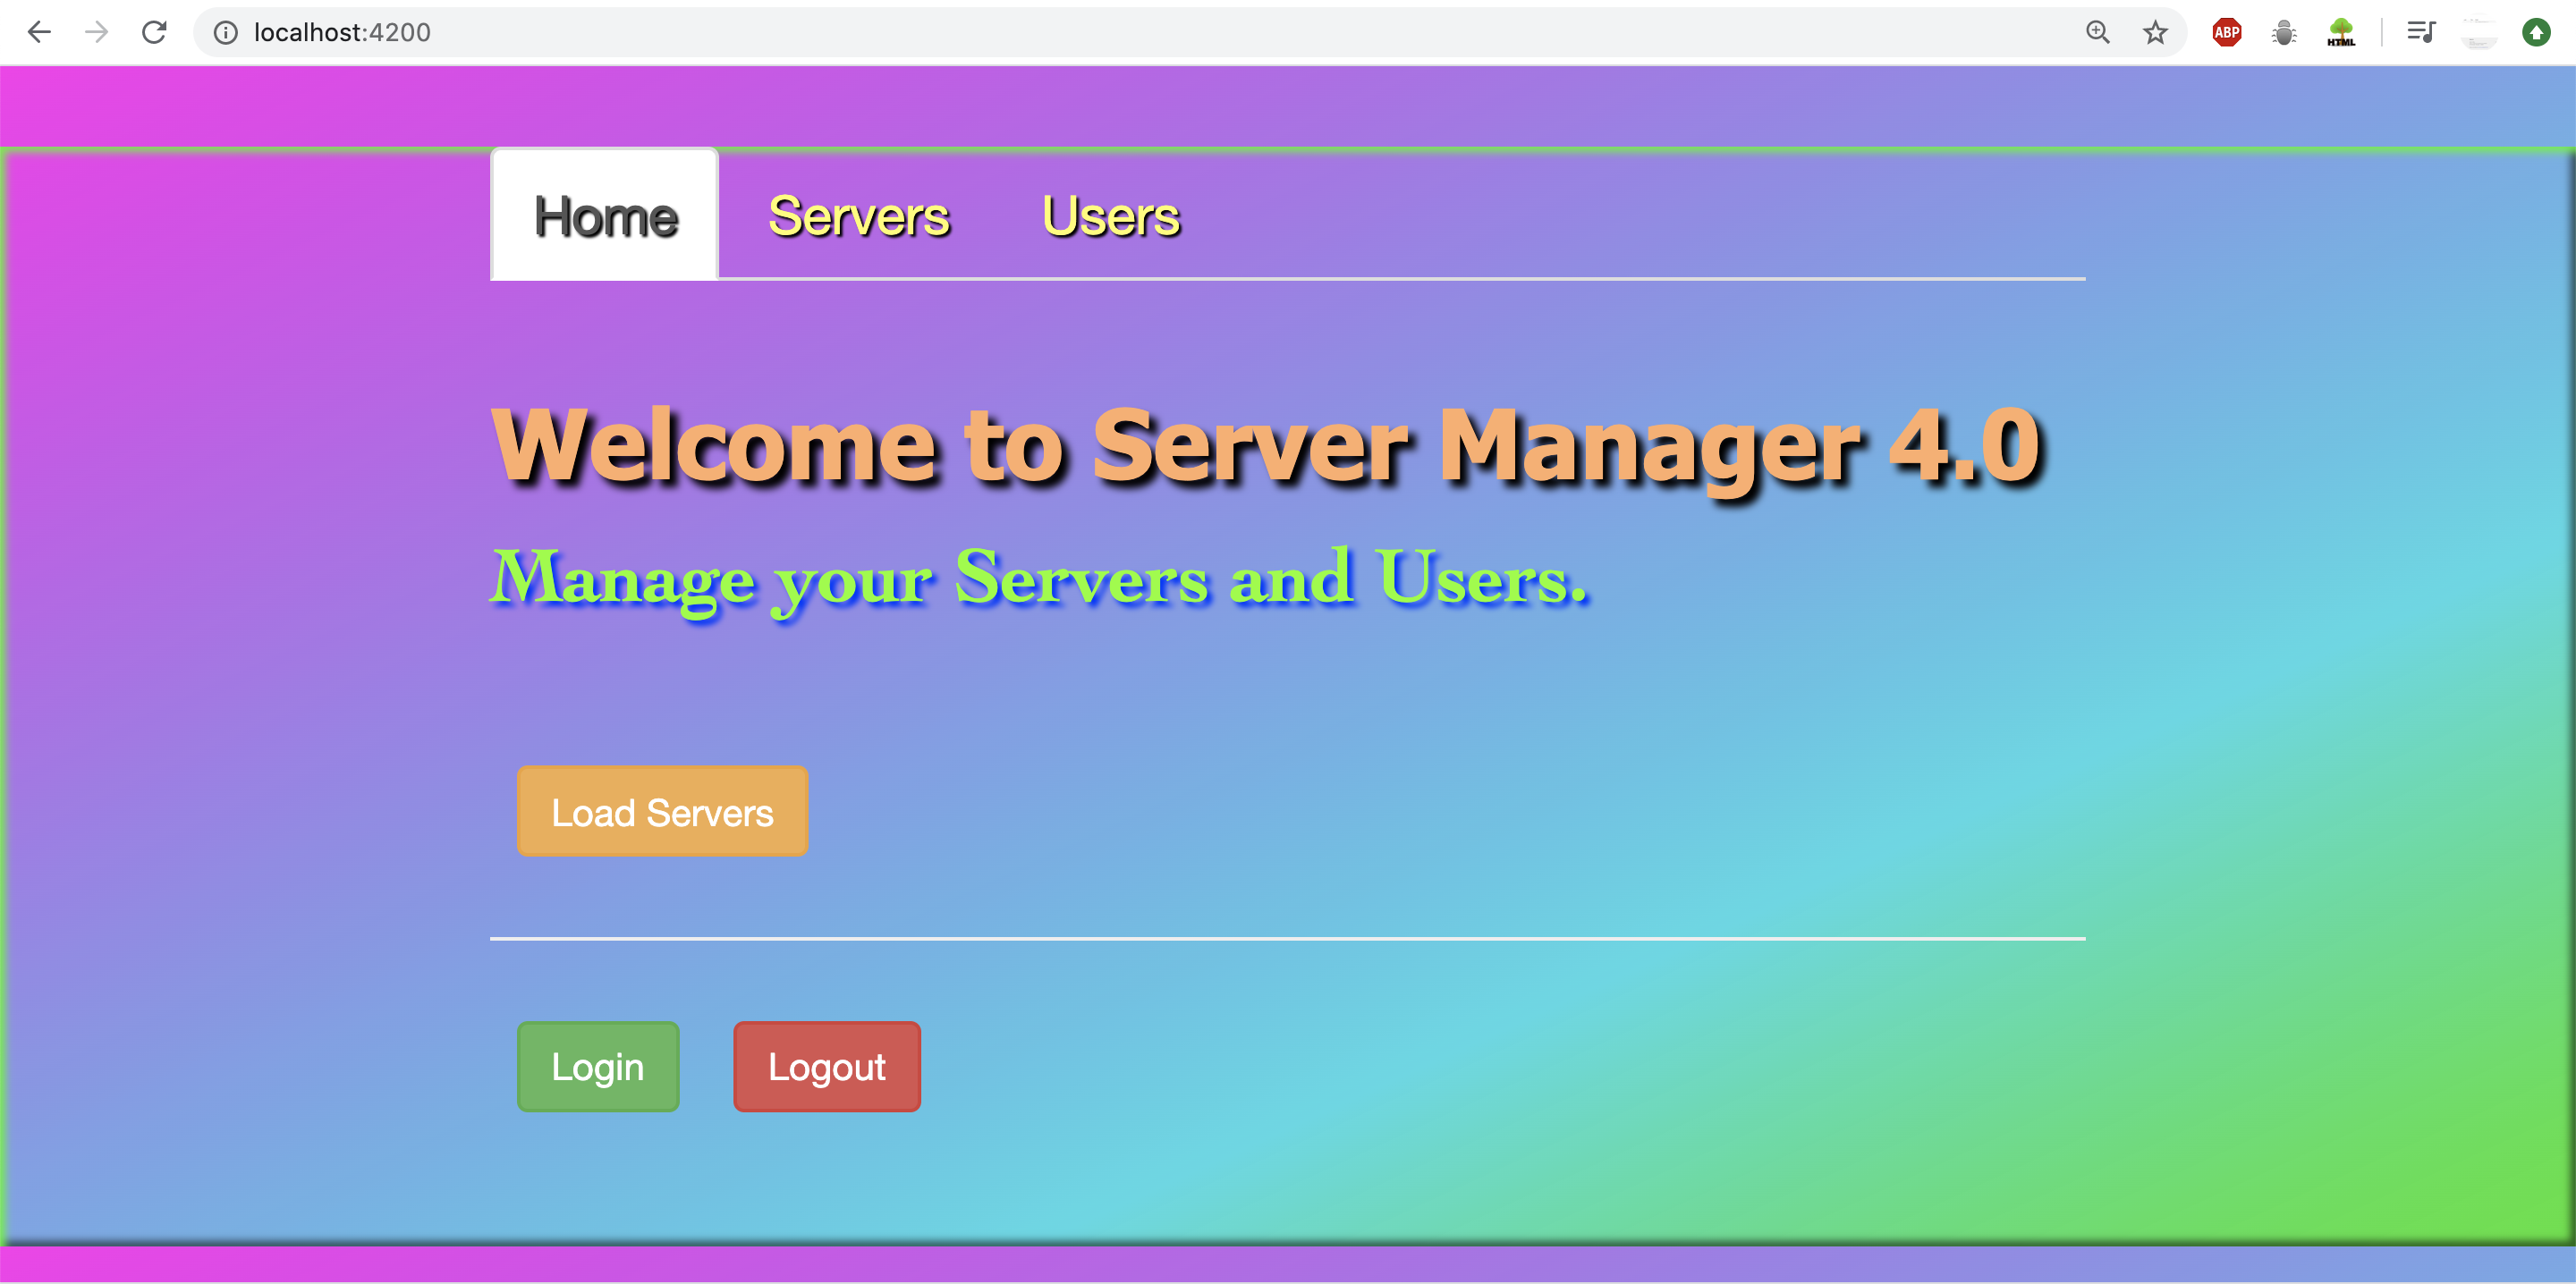 localhost:4200
ABP
HTML
Home Servers Users
Welcome to Server Manager 4.0
Manage your Servers and Users.
Load Servers
Login Logout